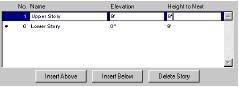 No. Name Elevation Height to Next
1 Upper Story 9' 9'
0 Lower Story 0" 9'
Insert Above Insert Below Delete Story